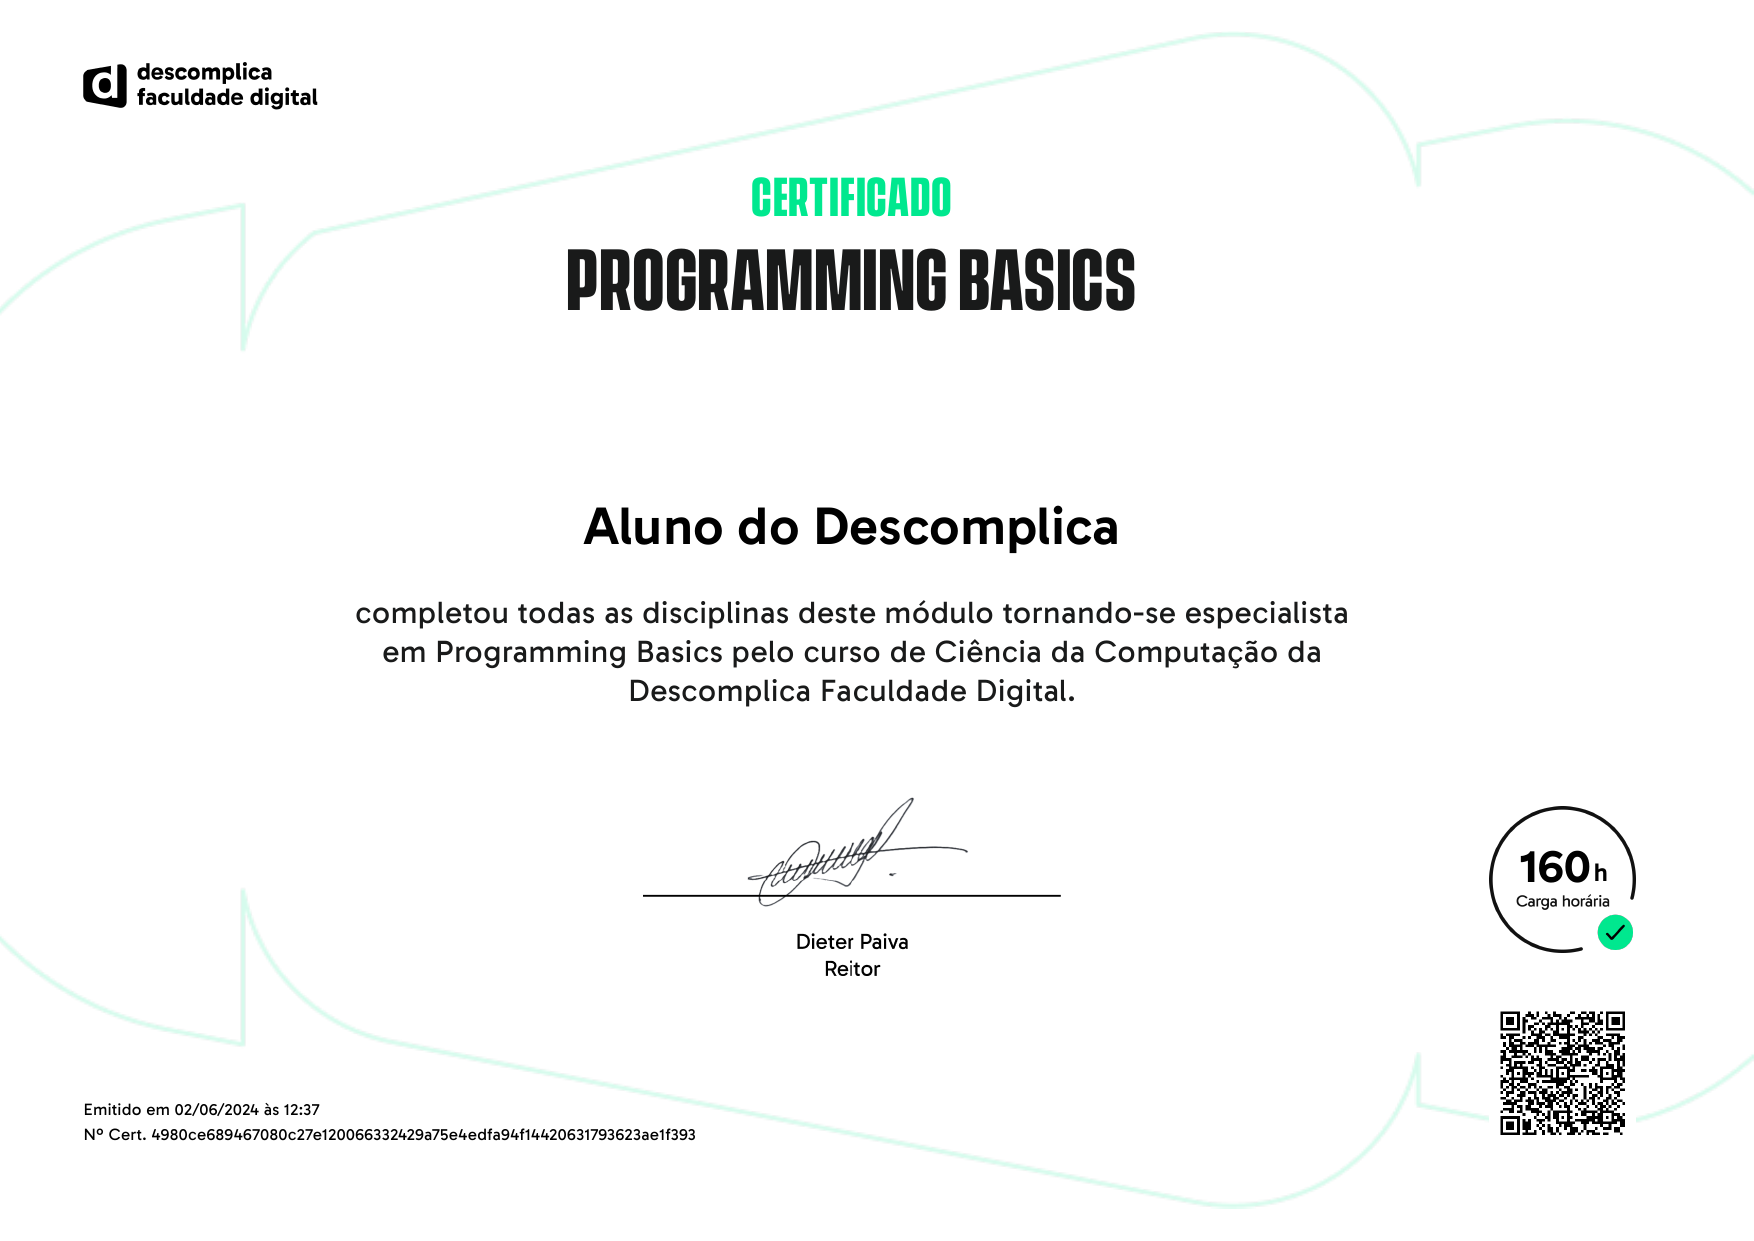 descomplica
faculdade digital
CERTIFICADO
PROGRAMMING BASICS
Aluno do Descomplica
completou todas as disciplinas deste módulo tornando-se especialista
em Programming Basics pelo curso de Ciência da Computação da
Descomplica Faculdade Digital.
160h
Carga horária
Dieter Paiva
Reitor
Emitido em 02/06/2024 às 12:37
Nº Cert. 4980ce689467080c27e120066332429a75e4edfa94f14420631793623ae1f393